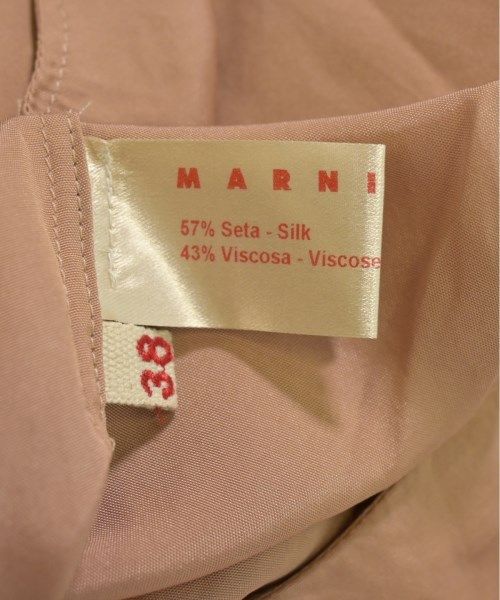 MARNI
57% Seta - Silk
43% Viscosa - Viscose
38